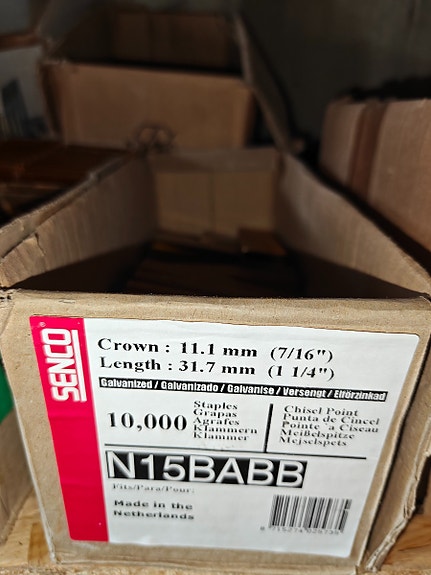 SENCO
Crown : 11.1 mm (7/16")
Length : 31.7 mm (1 1/4")
Galvanized / Galvanizado / Galvanise / Versengt / Elförzinkad
10,000
Staples
Grapas
Agrafes
Klammern
Klammer
Chisel Point
Punta de Cincel
Pointe a Ciseau
Meißelspitze
Mejselspets
N15BABB
Fits/Para/Pour:
Made in the
Netherlands